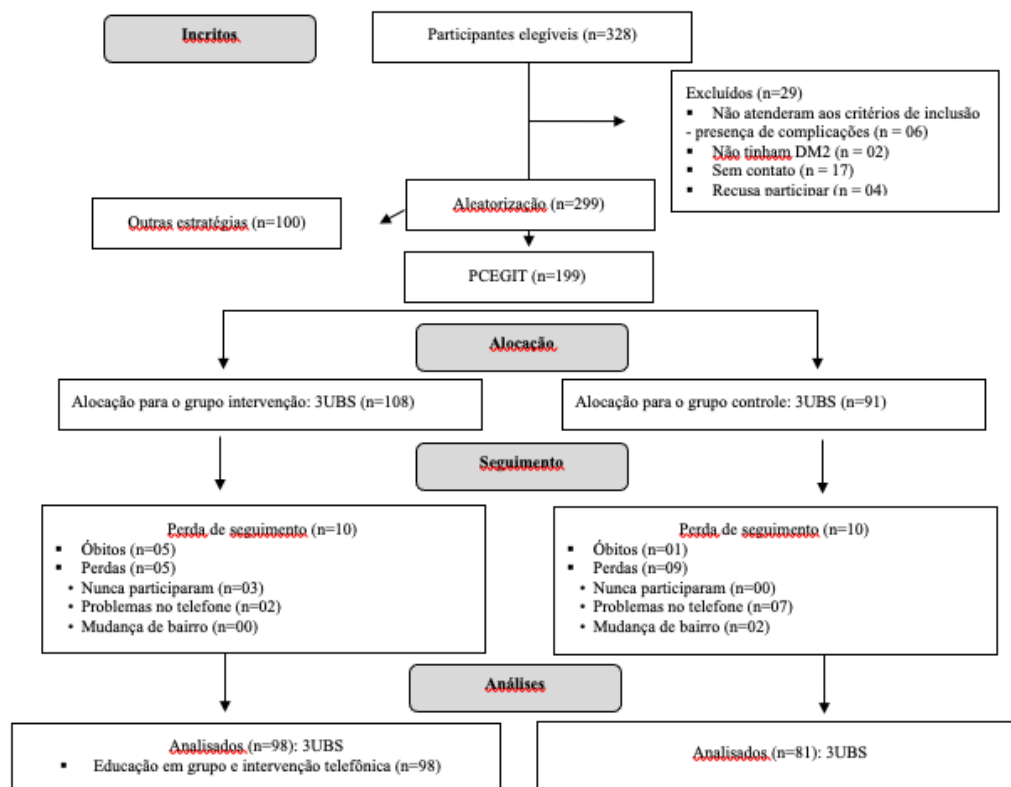 Incritos
Participantes elegíveis (n=328)
Excluídos (n=29)
▪ Não atenderam aos critérios de inclusão
- presença de complicações (n = 06)
▪ Não tinham DM2 (n = 02)
▪ Sem contato (n = 17)
▪ Recusa participar (n = 04)
Aleatorização (n=299)
Outras estratégias (n=100)
PCEGIT (n=199)
Alocação
Alocação para o grupo intervenção: 3UBS (n=108)
Alocação para o grupo controle: 3UBS (n=91)
Seguimento
Perda de seguimento (n=10)
▪ Óbitos (n=05)
▪ Perdas (n=05)
• Nunca participaram (n=03)
• Problemas no telefone (n=02)
• Mudança de bairro (n=00)
Perda de seguimento (n=10)
▪ Óbitos (n=01)
▪ Perdas (n=09)
• Nunca participaram (n=00)
• Problemas no telefone (n=07)
• Mudança de bairro (n=02)
Análises
Analisados (n=98): 3UBS
▪ Educação em grupo e intervenção telefônica (n=98)
Analisados (n=81): 3UBS